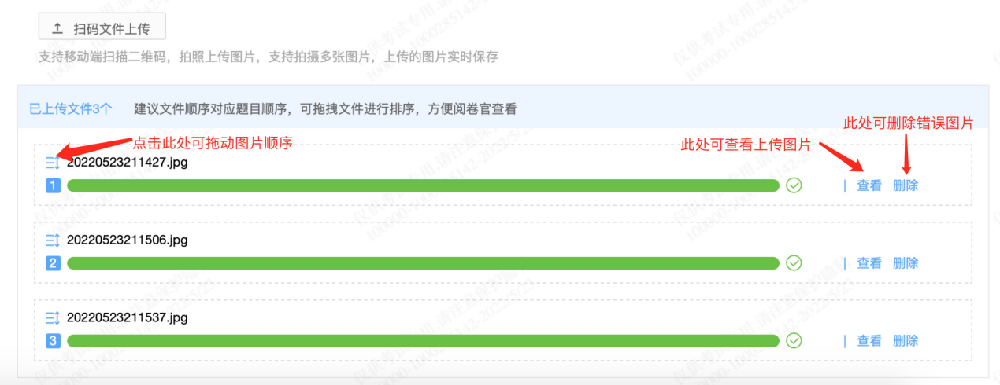 扫码文件上传
支持移动端扫描二维码，拍照上传图片，支持拍摄多张图片，上传的图片实时保存
已上传文件3个 建议文件顺序对应题目顺序，可拖拽文件进行排序，方便阅卷官查看
此处可删除错误图片
点击此处可拖动图片顺序
此处可查看上传图片
20220523211427.jpg
1 | 查看 删除
20220523211506.jpg
2 | 查看 删除
20220523211537.jpg
3 | 查看 删除